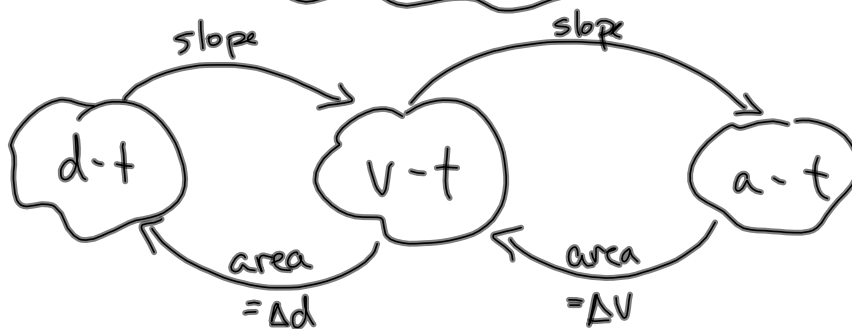 slope
slope
d-t
v-t
a-t
area
=Δd
area
=Δv